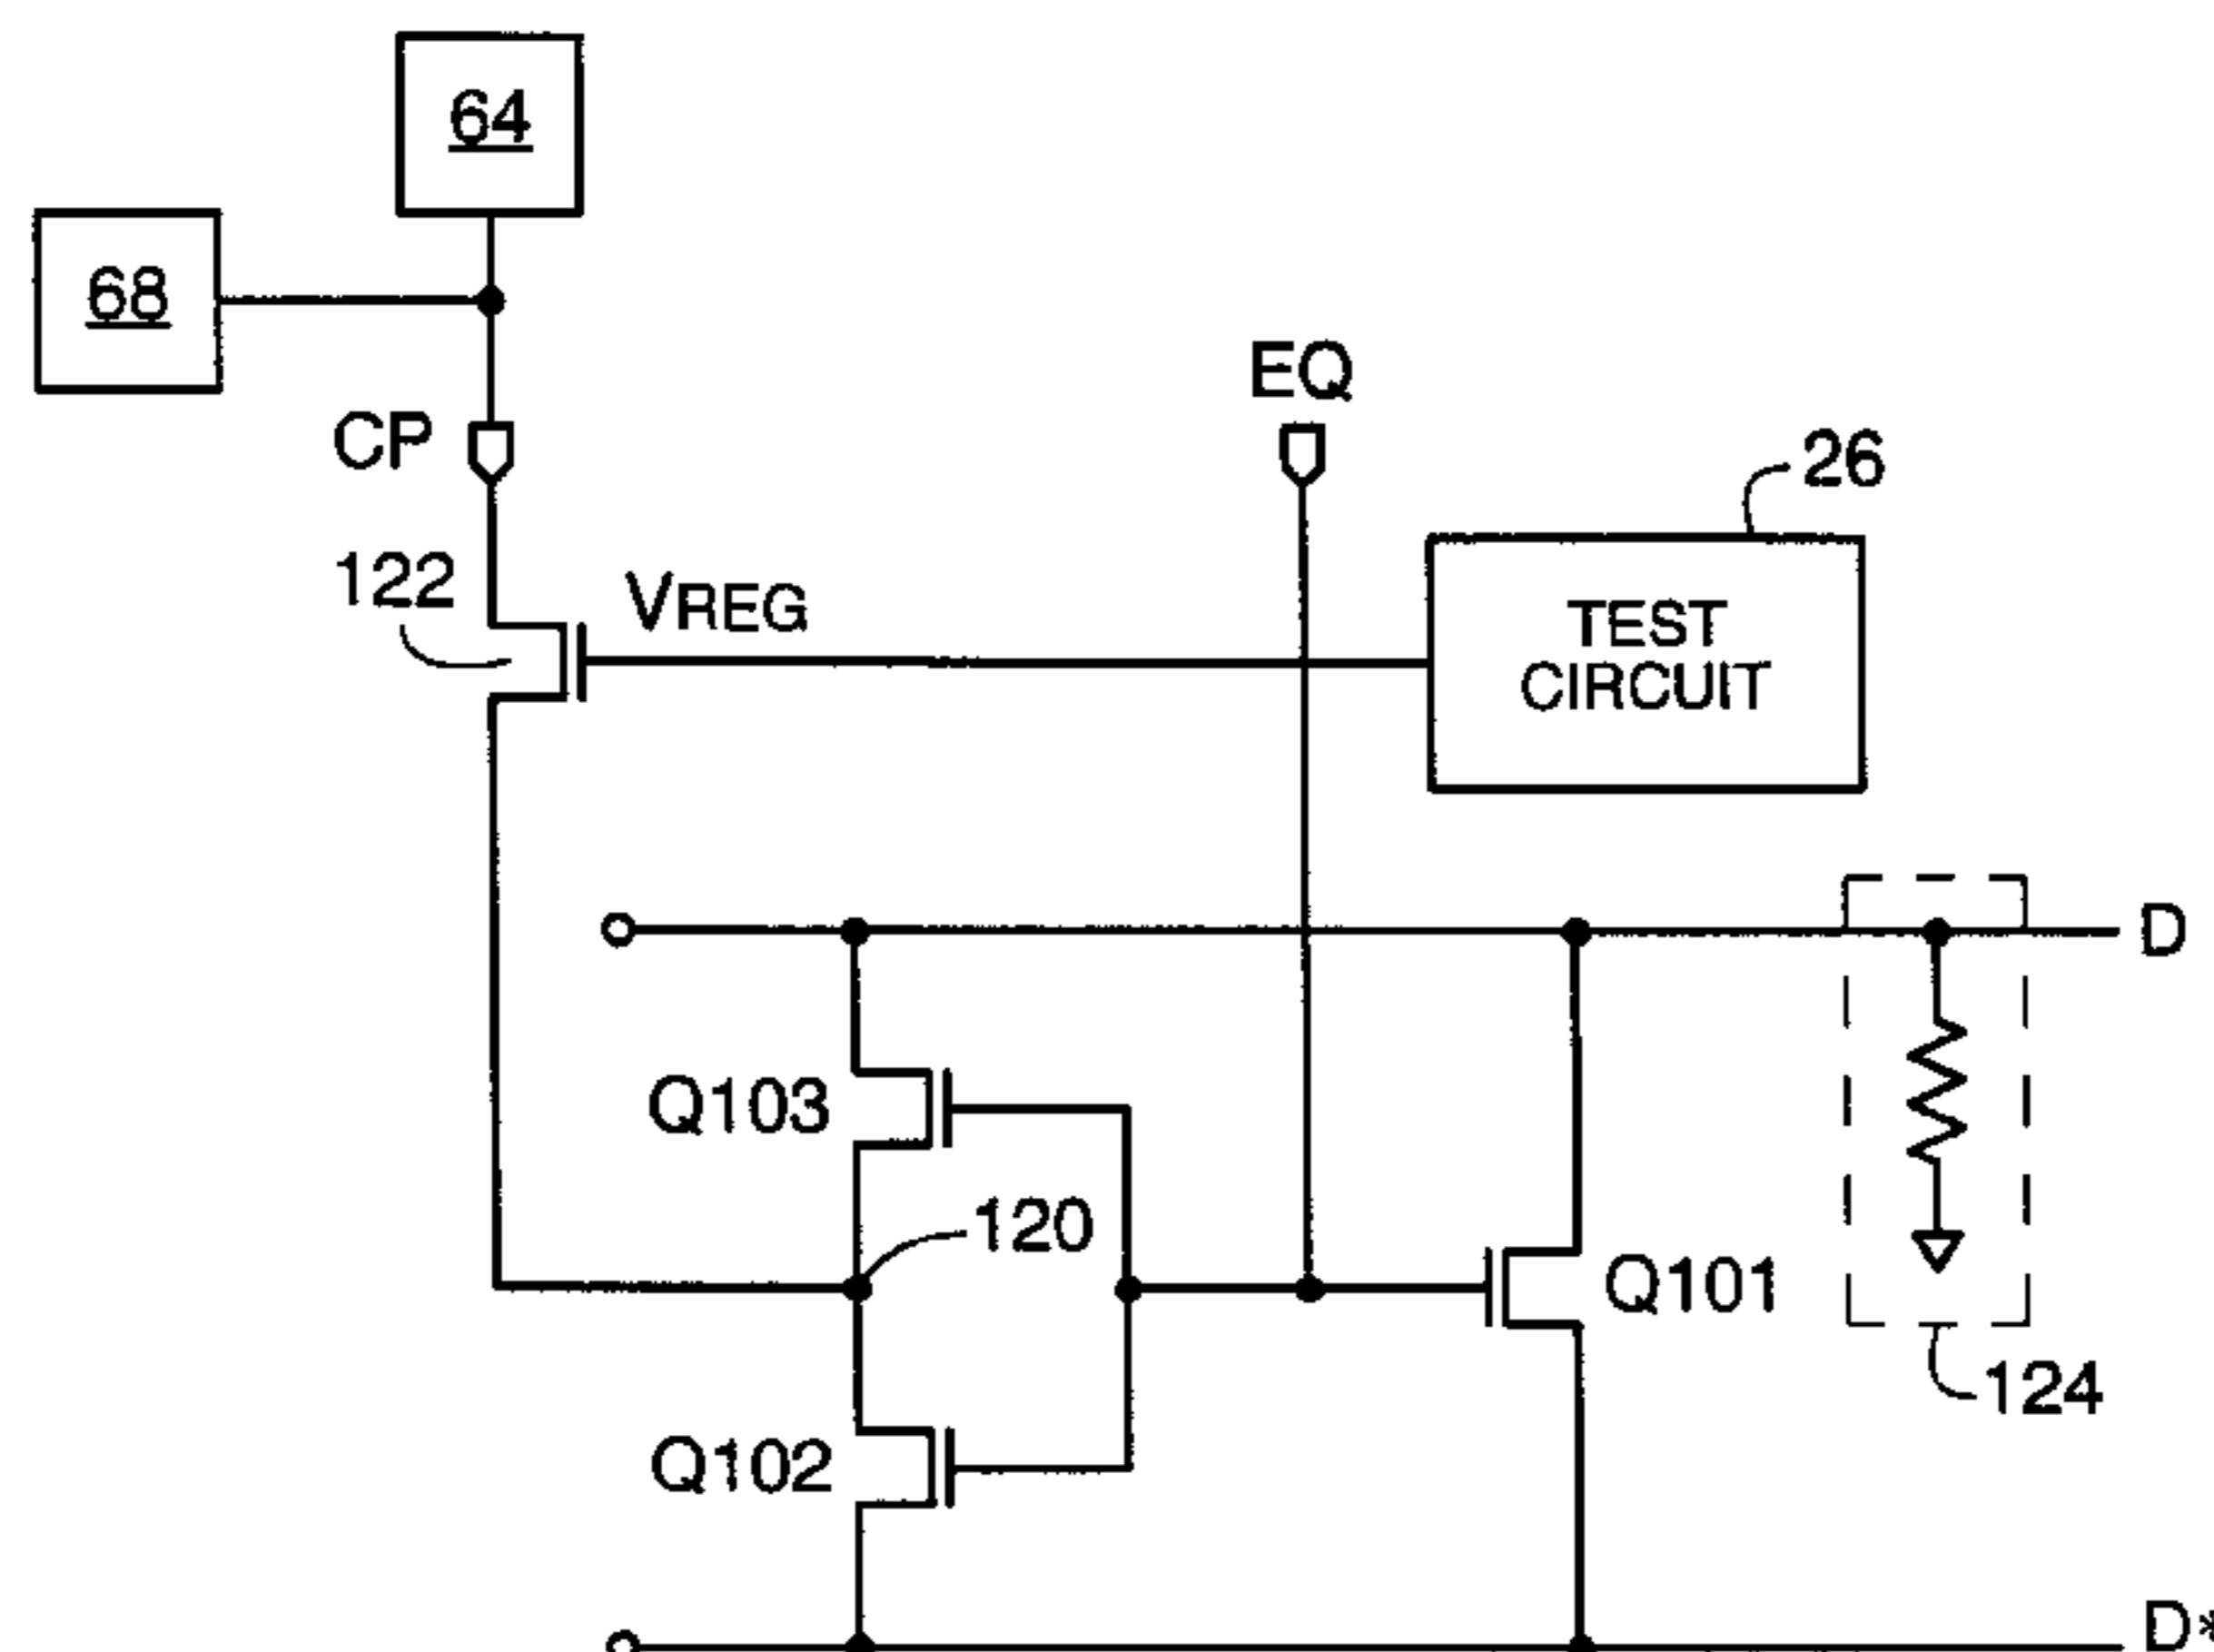 64
68
CP
EQ
26
122
VREG
TEST
CIRCUIT
D
Q103
120
Q101
124
Q102
D*